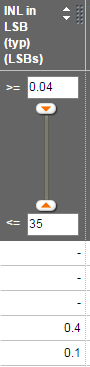 INL in
LSB
(typ)
(LSBs)
>= 0.04
<= 35
-
-
-
0.4
0.1